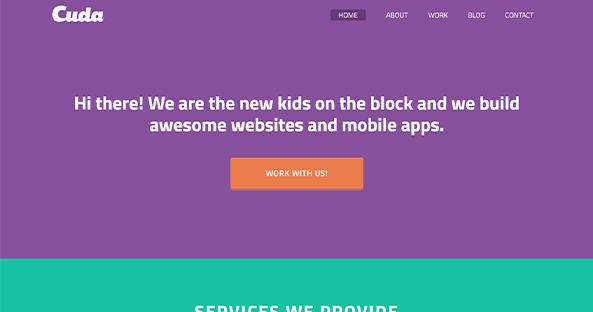 Cuda
HOME ABOUT WORK BLOG CONTACT
Hi there! We are the new kids on the block and we build
awesome websites and mobile apps.
WORK WITH US!
SERVICES WE PROVIDE